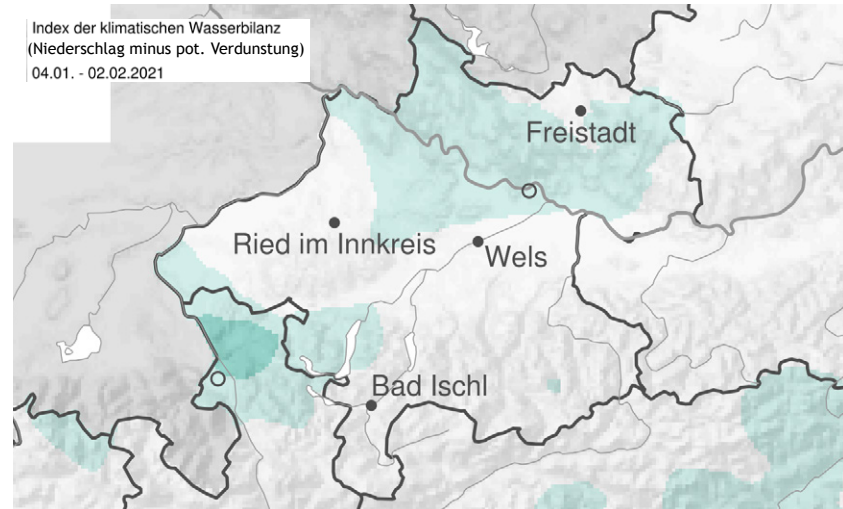 Index der klimatischen Wasserbilanz
(Niederschlag minus pot. Verdunstung)
04.01. - 02.02.2021
Freistadt
Ried im Innkreis
Wels
Bad Ischl